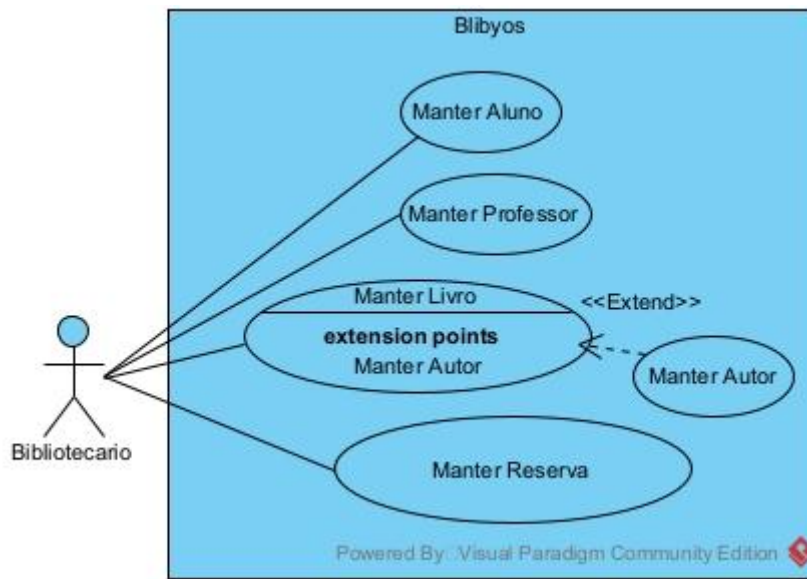 Blibyos
Manter Aluno
Manter Professor
Manter Livro
<<Extend>>
extension points
Manter Autor
Manter Autor
Bibliotecario
Manter Reserva
Powered By Visual Paradigm Community Edition